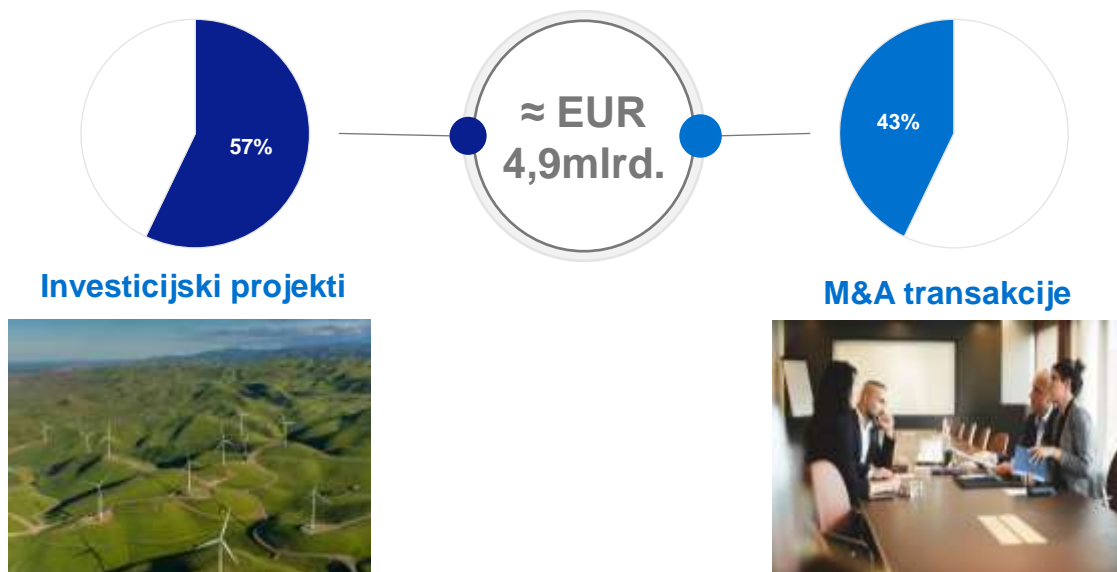 57%
≈ EUR
4,9mlrd.
43%
Investicijski projekti
M&A transakcije